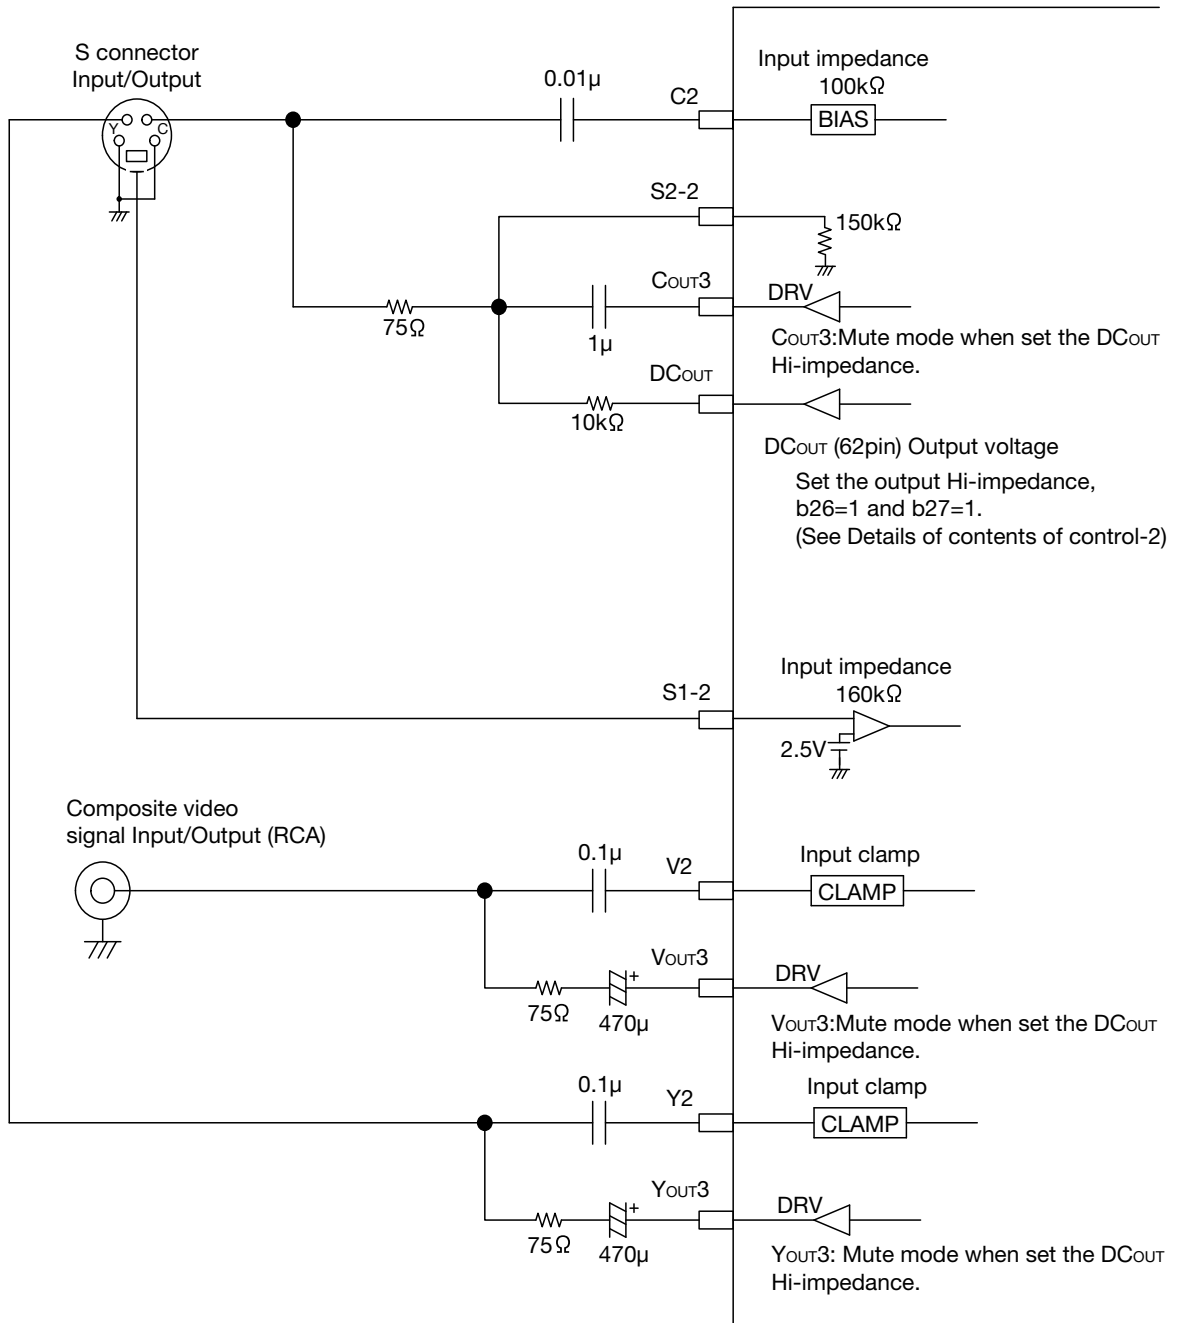 S connector
Input/Output
Y
C
0.01μ
C2
Input impedance
100kΩ
BIAS
S2-2
150kΩ
75Ω
1μ
COUT3
DRV
COUT3:Mute mode when set the DCOUT
Hi-impedance.
DCOUT
10kΩ
DCOUT (62pin) Output voltage
Set the output Hi-impedance,
b26=1 and b27=1.
(See Details of contents of control-2)
S1-2
Input impedance
160kΩ
2.5V
Composite video
signal Input/Output (RCA)
0.1μ
V2
Input clamp
CLAMP
75Ω
+
470μ
VOUT3
DRV
VOUT3:Mute mode when set the DCOUT
Hi-impedance.
0.1μ
Y2
Input clamp
CLAMP
75Ω
+
470μ
YOUT3
DRV
YOUT3: Mute mode when set the DCOUT
Hi-impedance.